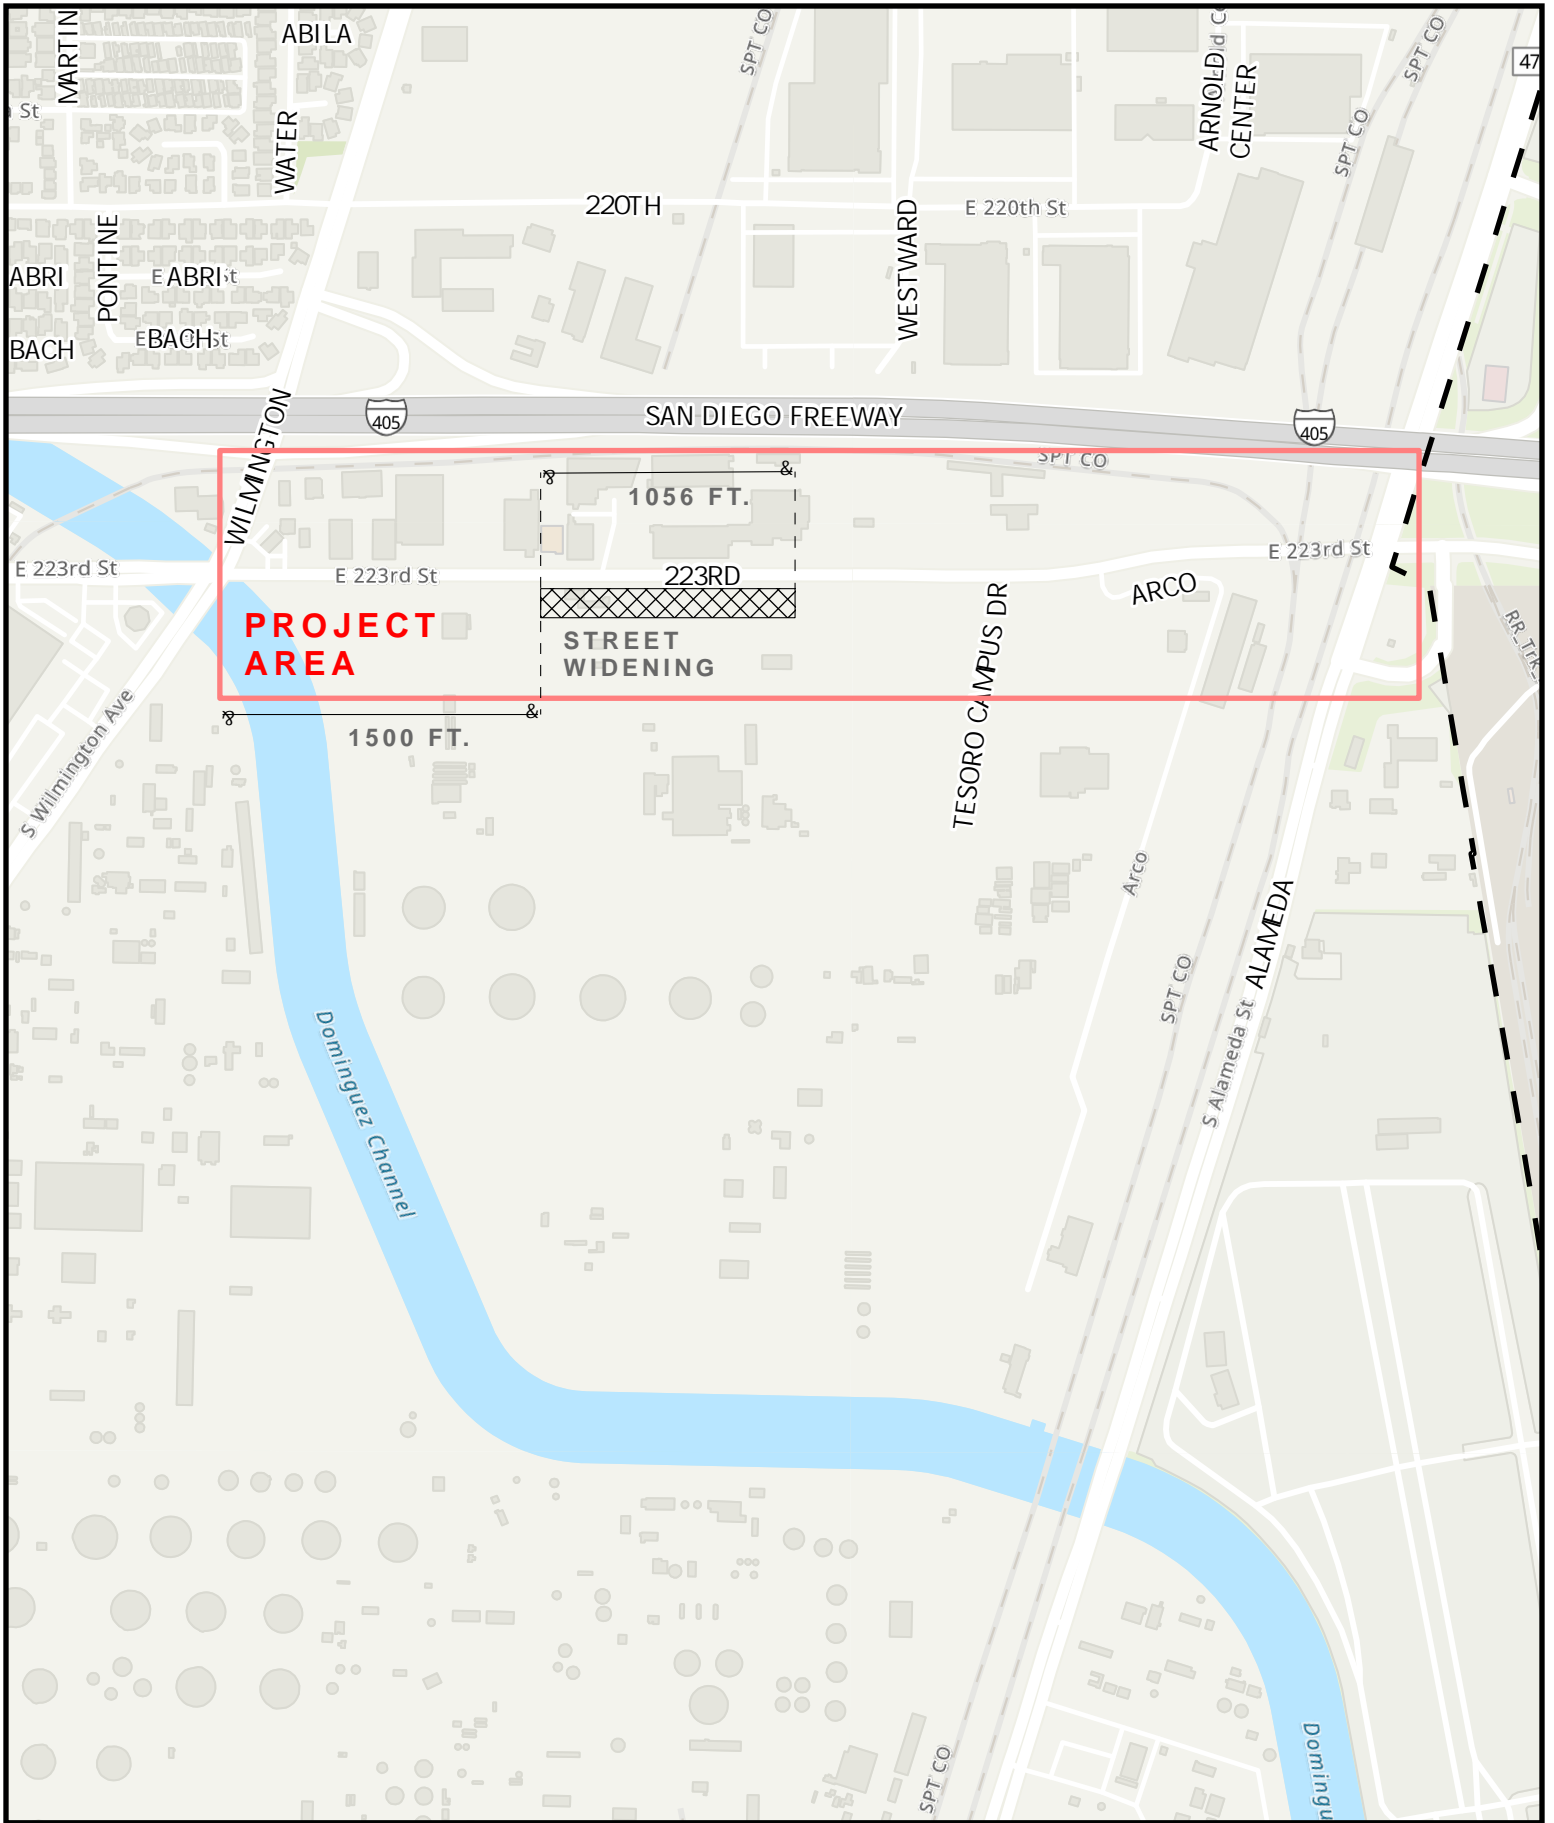 MARTIN
ABILA
SPT CO
ld C
ARNOLD
CENTER
SPT CO
47
St
WATER
SPT CO
220TH
E 220th St
PONTINE
WESTWARD
ABRI
E ABRI St
BACH
E BACH St
405
SAN DIEGO FREEWAY
405
WILMINGTON
SPT CO
&
&
1056 FT.
E 223rd St
E 223rd St
223RD
E 223rd St
ARCO
TESORO CAMPUS DR
PROJECT
AREA
STREET
WIDENING
RR_Trk
&
&
1500 FT.
S Wilmington Ave
Arco
ALAMEDA
SPT CO
S Alameda St
Dominguez Channel
SPT CO
Domingu